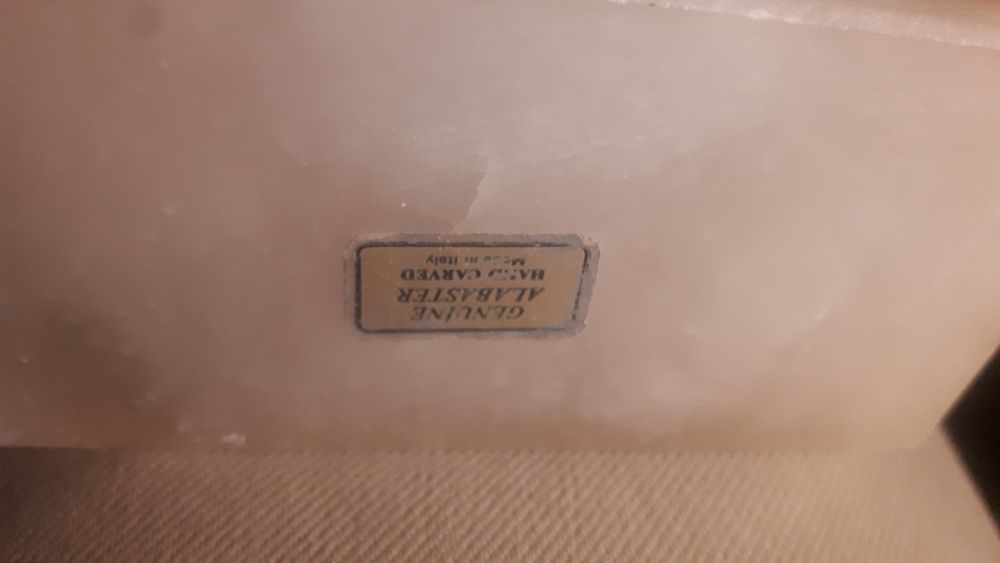 GENUINE
ALABASTER
HAND CARVED
Made in Italy